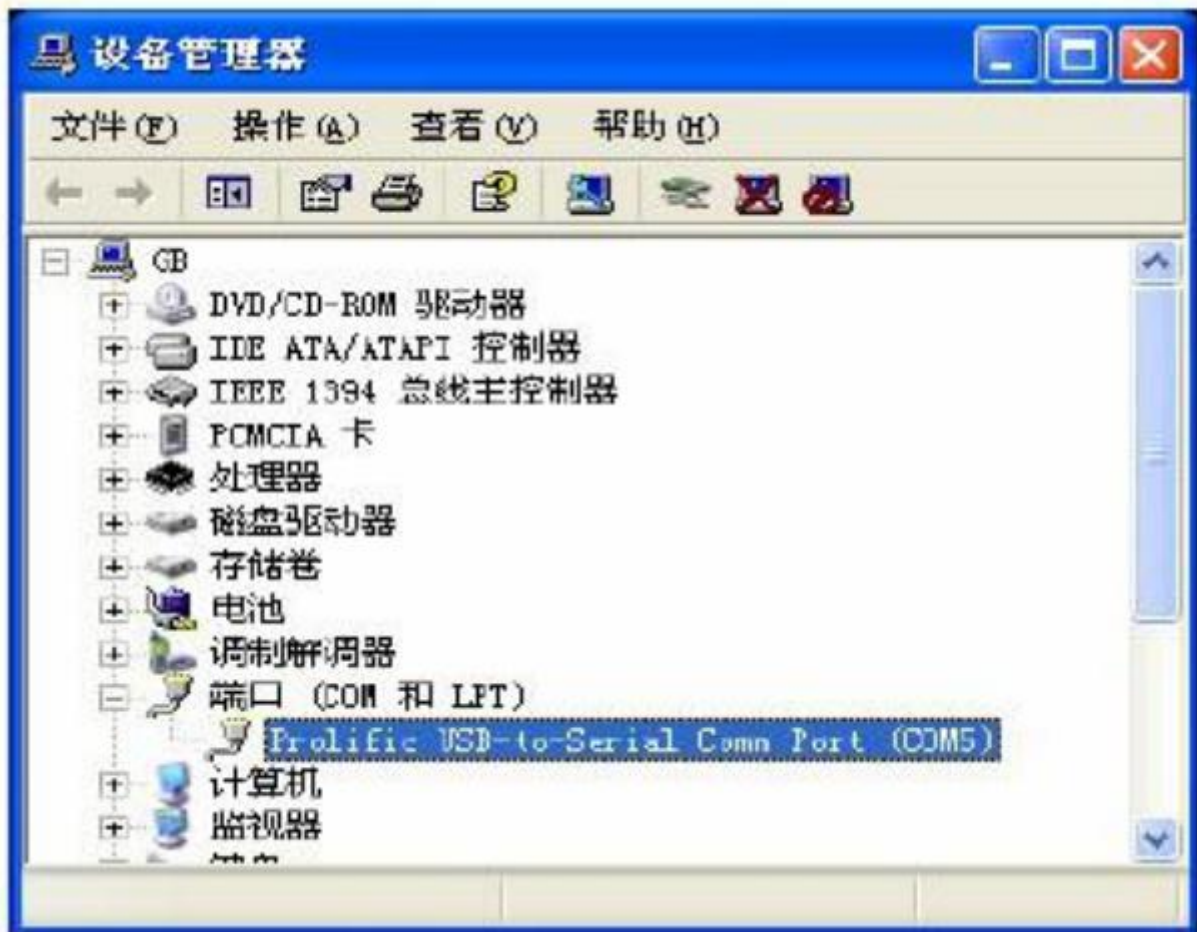 设备管理器
文件(F) 操作(A) 查看(V) 帮助(H)
GB
DVD/CD-ROM 驱动器
IDE ATA/ATAPI 控制器
IEEE 1394 总线主控制器
PCMCIA 卡
处理器
磁盘驱动器
存储卷
电池
调制解调器
端口 (COM 和 LPT)
Prolific USB-to-Serial Comm Port (COM5)
计算机
监视器